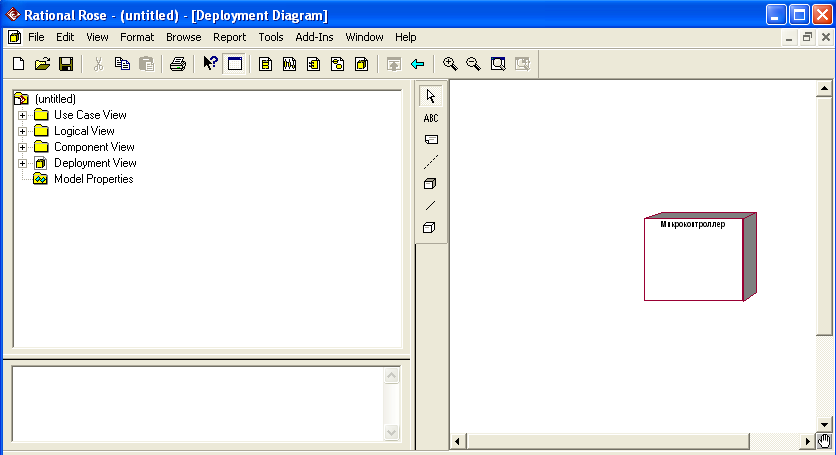 Rational Rose - (untitled) - [Deployment Diagram]
File Edit View Format Browse Report Tools Add-Ins Window Help
(untitled)
Use Case View
Logical View
Component View
Deployment View
Model Properties
ABC
Микроконтроллер